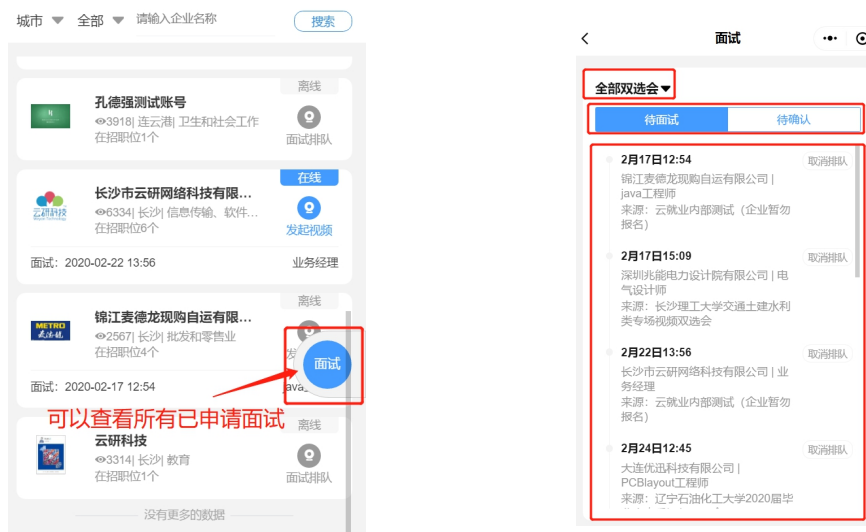 城市 全部 请输入企业名称 搜索
离线
孔德强测试账号
3918| 连云港| 卫生和社会工作
在招职位1个
面试排队
在线
长沙市云研网络科技有限...
云研科技
6334| 长沙| 信息传输、软件...
在招职位6个
发起视频
面试：2020-02-22 13:56 业务经理
离线
锦江麦德龙现购自运有限...
METRO
麦德龙
2567| 长沙| 批发和零售业
在招职位4个
面试
面试：2020-02-17 12:54
可以查看所有已申请面试
离线
云研科技
3314| 长沙| 教育
在招职位1个
面试排队
没有更多的数据
面试
全部双选会
待面试 待确认
2月17日12:54 取消排队
锦江麦德龙现购自运有限公司 |
java工程师
来源：云就业内部测试（企业暂勿
报名）
2月17日15:09 取消排队
深圳兆能电力设计院有限公司 | 电
气设计师
来源：长沙理工大学交通土建水利
类专场视频双选会
2月22日13:56 取消排队
长沙市云研网络科技有限公司 | 业
务经理
来源：云就业内部测试（企业暂勿
报名）
2月24日12:45 取消排队
大连优迅科技有限公司 |
PCBlayout工程师
来源：辽宁石油化工大学2020届毕